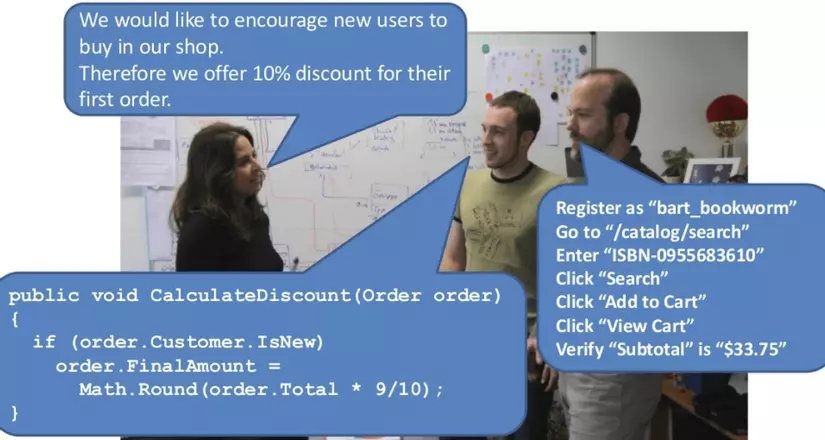 We would like to encourage new users to
buy in our shop.
Therefore we offer 10% discount for their
first order.
Register as “bart_bookworm”
Go to “/catalog/search”
Enter “ISBN-0955683610”
Click “Search”
Click “Add to Cart”
Click “View Cart”
Verify “Subtotal” is “$33.75”
public void CalculateDiscount(Order order)
{
  if (order.Customer.IsNew)
    order.FinalAmount =
      Math.Round(order.Total * 9/10);
}